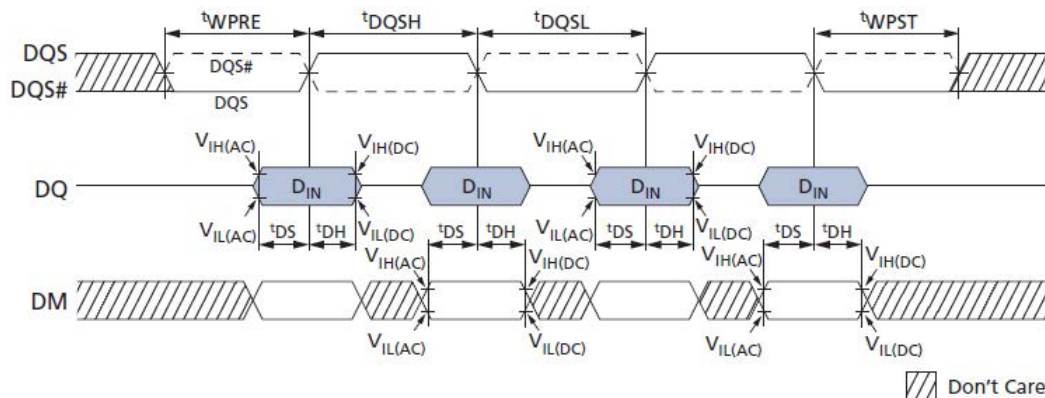 tWPRE tDQSH tDQSL tWPST
DQS
DQS#
DQS#
DQS
VIH(AC) VIH(DC) VIH(AC) VIH(DC)
DQ DIN DIN DIN DIN
VIL(AC) tDS tDH VIL(DC) VIL(AC) tDS tDH VIL(DC)
tDS tDH tDS tDH
VIH(AC) VIH(DC) VIH(AC) VIH(DC)
DM
VIL(AC) VIL(DC) VIL(AC) VIL(DC)
Don't Care